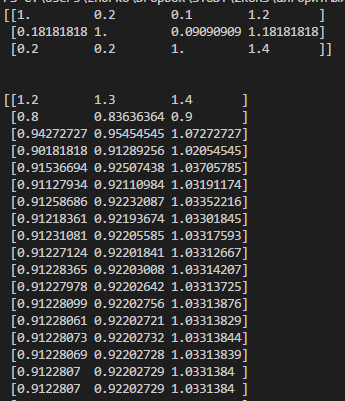 [[1. 0.2 0.1 1.2 ]
[0.18181818 1. 0.09090909 1.18181818]
[0.2 0.2 1. 1.4 ]]
[[1.2 1.3 1.4 ]
[0.8 0.83636364 0.9 ]
[0.94272727 0.95454545 1.07272727]
[0.90181818 0.91289256 1.02054545]
[0.91536694 0.92507438 1.03705785]
[0.91127934 0.92110984 1.03191174]
[0.91258686 0.92232087 1.03352216]
[0.91218361 0.92193674 1.03301845]
[0.91231081 0.92205585 1.03317593]
[0.91227124 0.92201841 1.03312667]
[0.91228365 0.92203008 1.03314207]
[0.91227978 0.92202642 1.03313725]
[0.91228099 0.92202756 1.03313876]
[0.91228061 0.92202721 1.03313829]
[0.91228073 0.92202732 1.03313844]
[0.91228069 0.92202728 1.03313839]
[0.9122807 0.92202729 1.0331384 ]
[0.9122807 0.92202729 1.0331384 ]